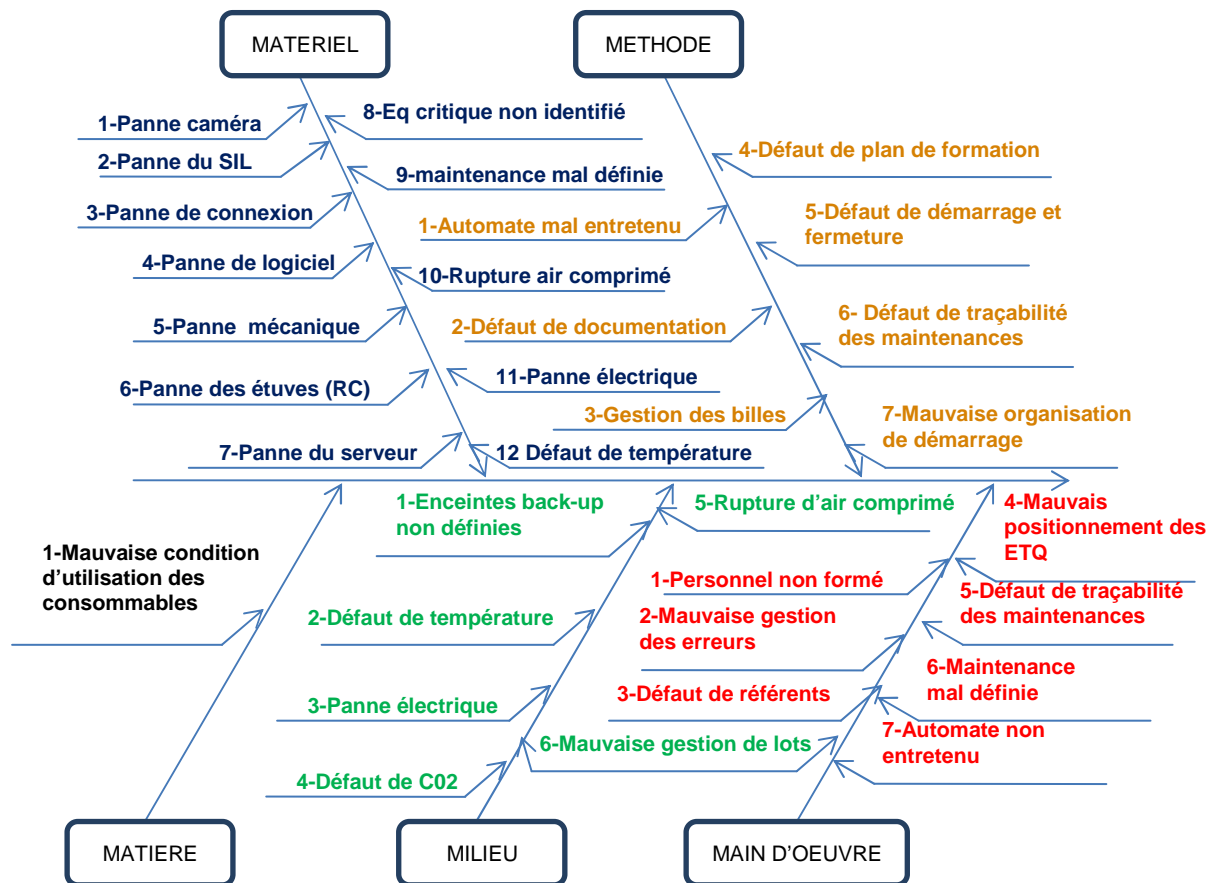 MATERIEL
METHODE
1-Panne caméra
2-Panne du SIL
3-Panne de connexion
4-Panne de logiciel
5-Panne  mécanique
6-Panne des étuves (RC)
7-Panne du serveur
8-Eq critique non identifié
9-maintenance mal définie
10-Rupture air comprimé
11-Panne électrique
12 Défaut de température
1-Automate mal entretenu
2-Défaut de documentation
3-Gestion des billes
4-Défaut de plan de formation
5-Défaut de démarrage et
fermeture
6- Défaut de traçabilité
des maintenances
7-Mauvaise organisation
de démarrage
1-Mauvaise condition
d’utilisation des
consommables
1-Enceintes back-up
non définies
2-Défaut de température
3-Panne électrique
4-Défaut de C02
5-Rupture d’air comprimé
6-Mauvaise gestion de lots
1-Personnel non formé
2-Mauvaise gestion
des erreurs
3-Défaut de référents
4-Mauvais
positionnement des
ETQ
5-Défaut de traçabilité
des maintenances
6-Maintenance
mal définie
7-Automate non
entretenu
MATIERE
MILIEU
MAIN D'OEUVRE